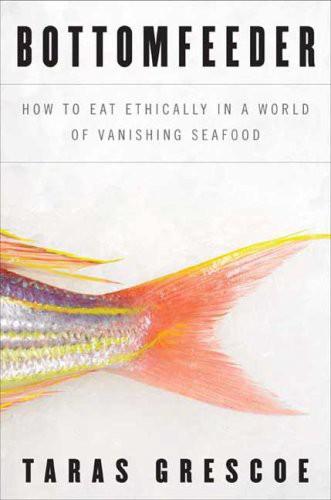 BOTTOMFEEDER
HOW TO EAT ETHICALLY IN A WORLD
OF VANISHING SEAFOOD
TARAS GRESCOE